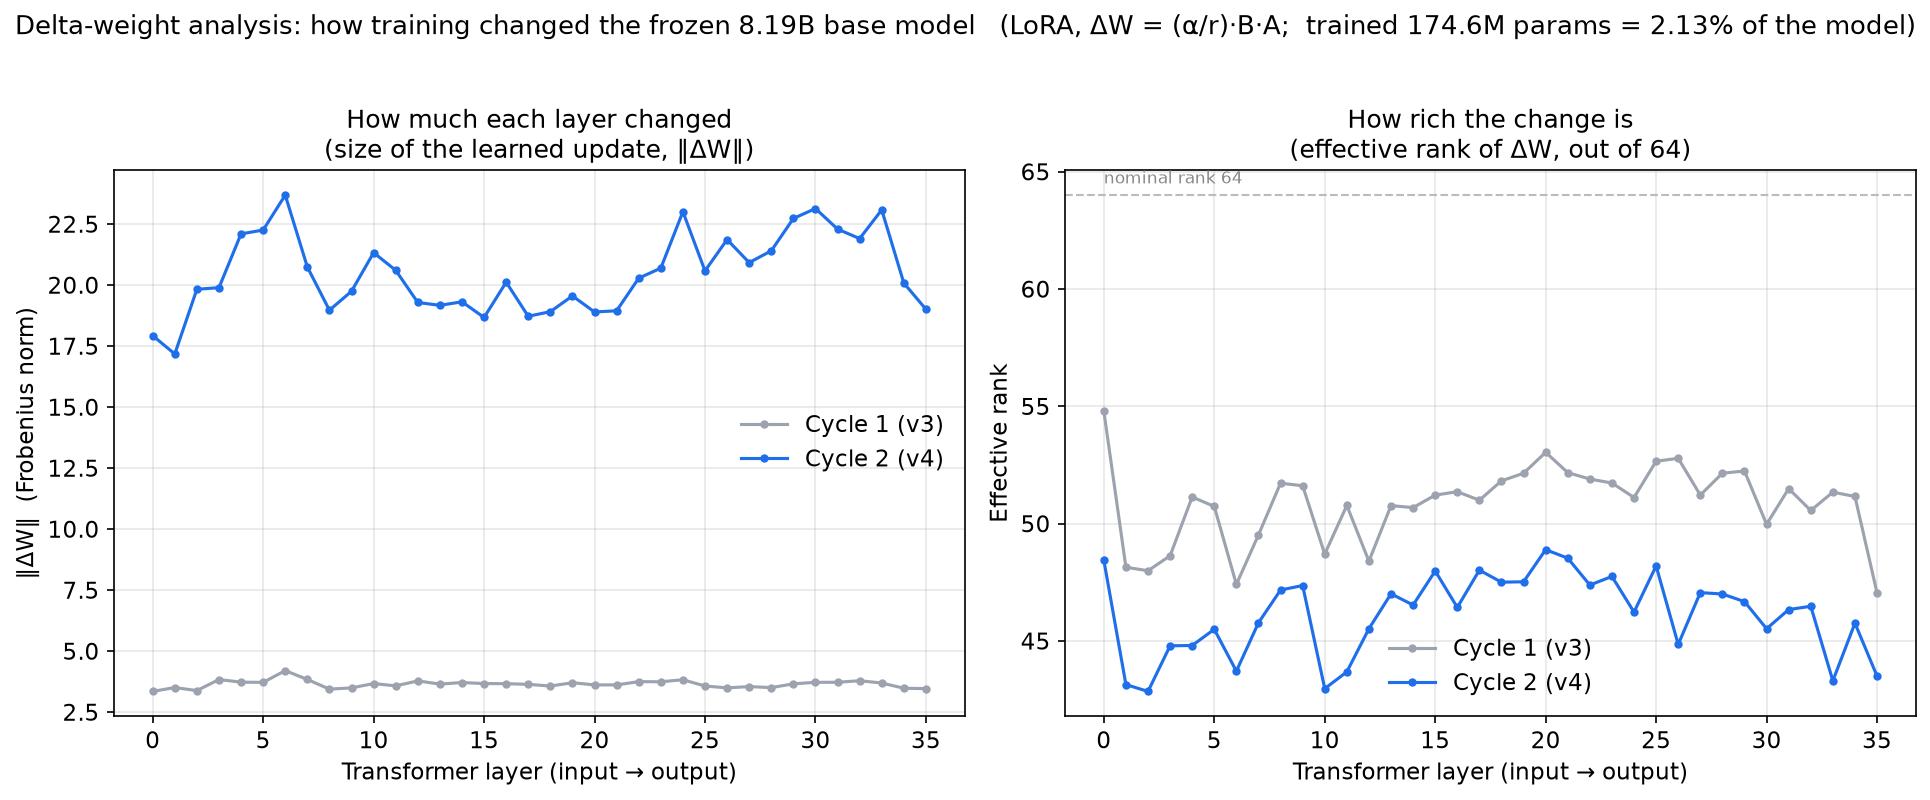 Delta-weight analysis: how training changed the frozen 8.19B base model (LoRA, ΔW = (α/r)·B·A; trained 174.6M params = 2.13% of the model)
How much each layer changed
(size of the learned update, ‖ΔW‖)
‖ΔW‖ (Frobenius norm)
22.5
20.0
17.5
15.0
12.5
10.0
7.5
5.0
2.5
Cycle 1 (v3)
Cycle 2 (v4)
0 5 10 15 20 25 30 35
Transformer layer (input → output)
How rich the change is
(effective rank of ΔW, out of 64)
Effective rank
65
60
55
50
45
nominal rank 64
Cycle 1 (v3)
Cycle 2 (v4)
0 5 10 15 20 25 30 35
Transformer layer (input → output)